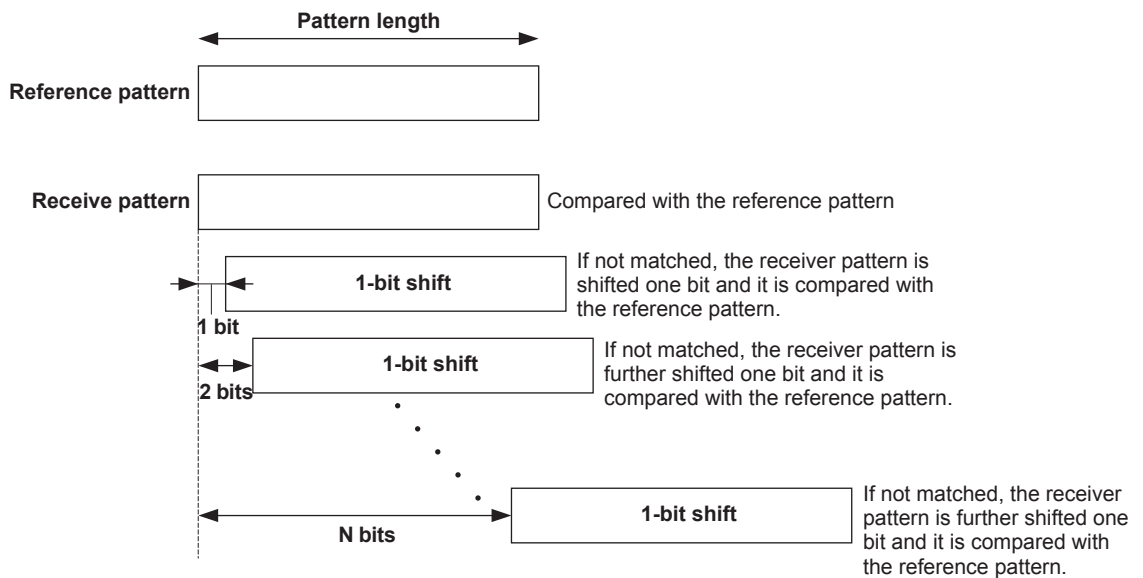 Pattern length
Reference pattern
Receive pattern
Compared with the reference pattern
1-bit shift
If not matched, the receiver pattern is
shifted one bit and it is compared with
the reference pattern.
1 bit
1-bit shift
If not matched, the receiver pattern is
further shifted one bit and it is
compared with the reference pattern.
2 bits
1-bit shift
If not matched, the receiver
pattern is further shifted one
bit and it is compared with
the reference pattern.
N bits